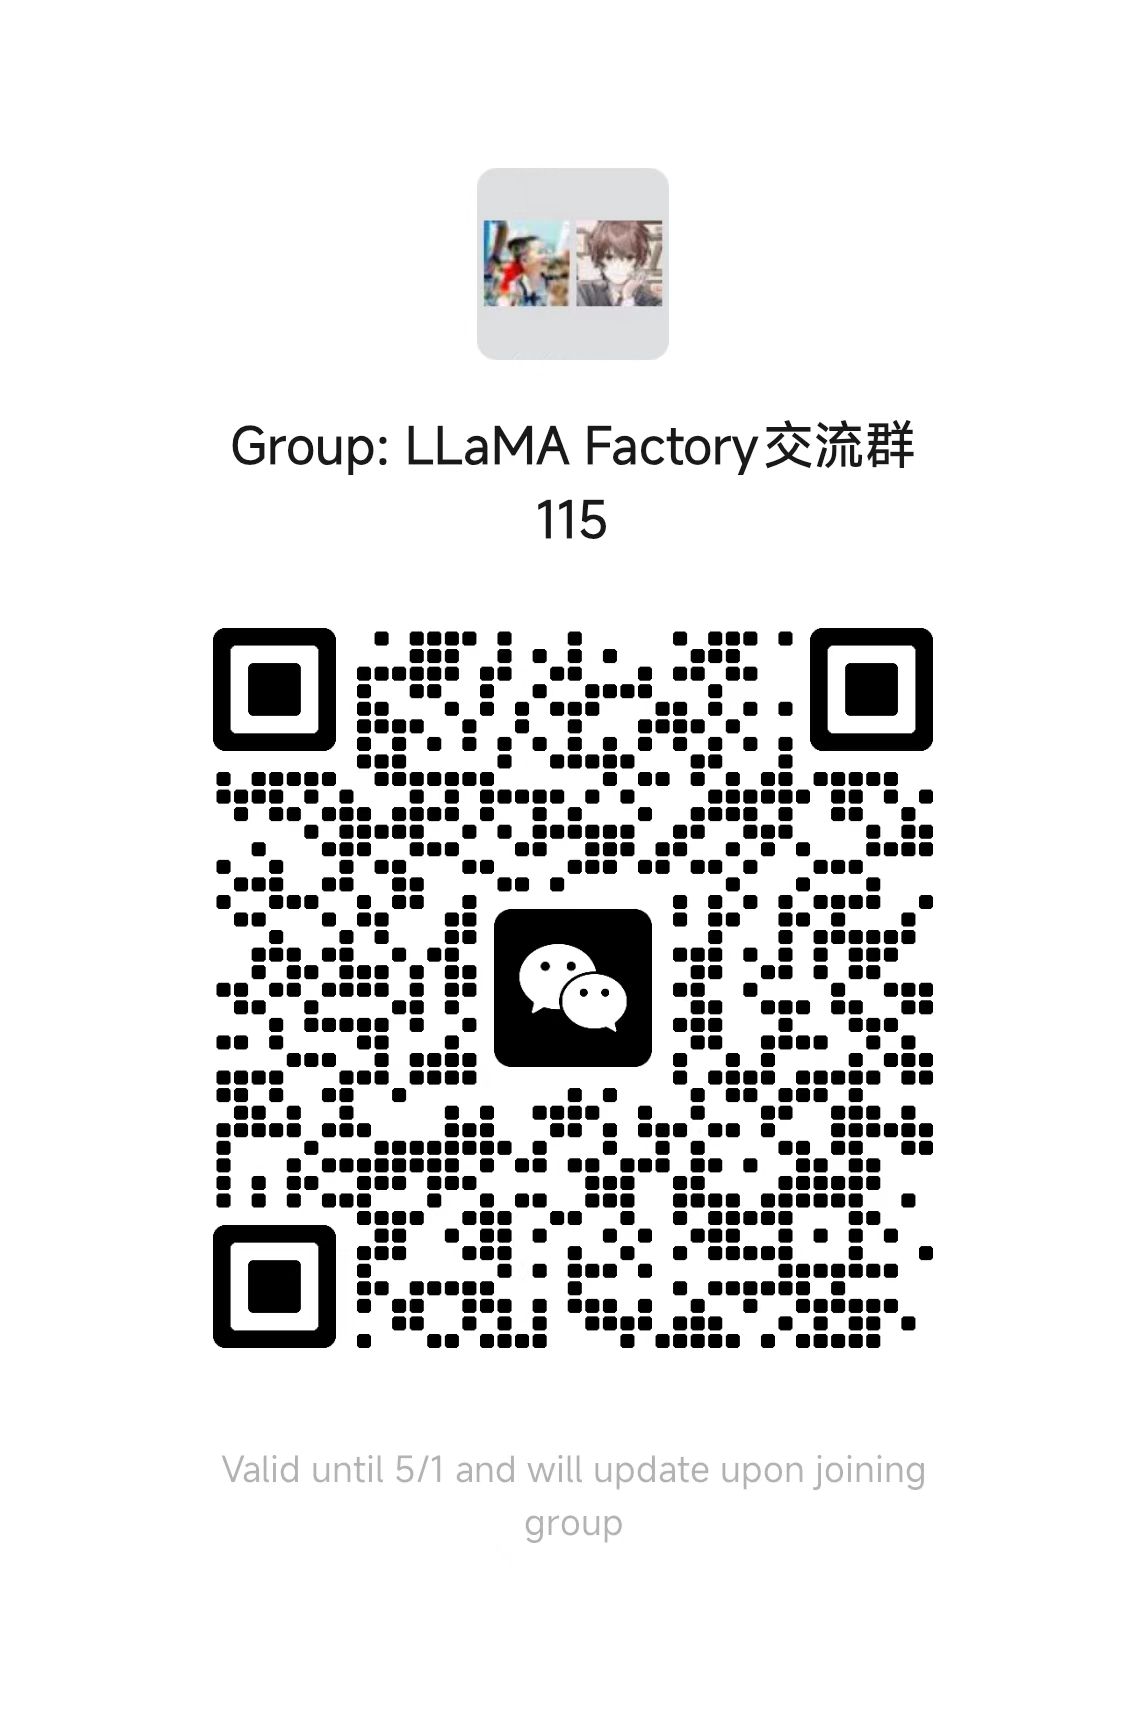 Group: LLaMA Factory交流群
115
Valid until 5/1 and will update upon joining
group